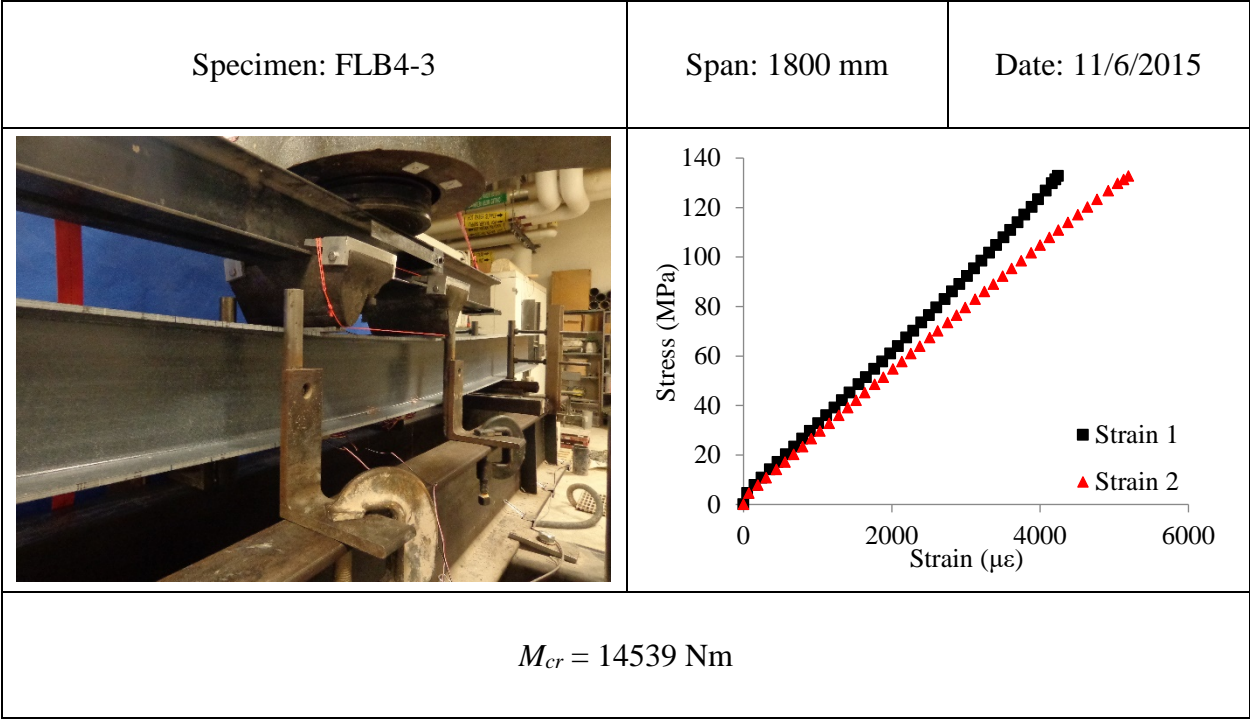 Specimen: FLB4-3
Span: 1800 mm
Date: 11/6/2015
140
120
100
80
60
40
20
0
Stress (MPa)
Strain 1
Strain 2
0 2000 4000 6000
Strain (με)
Mcr = 14539 Nm